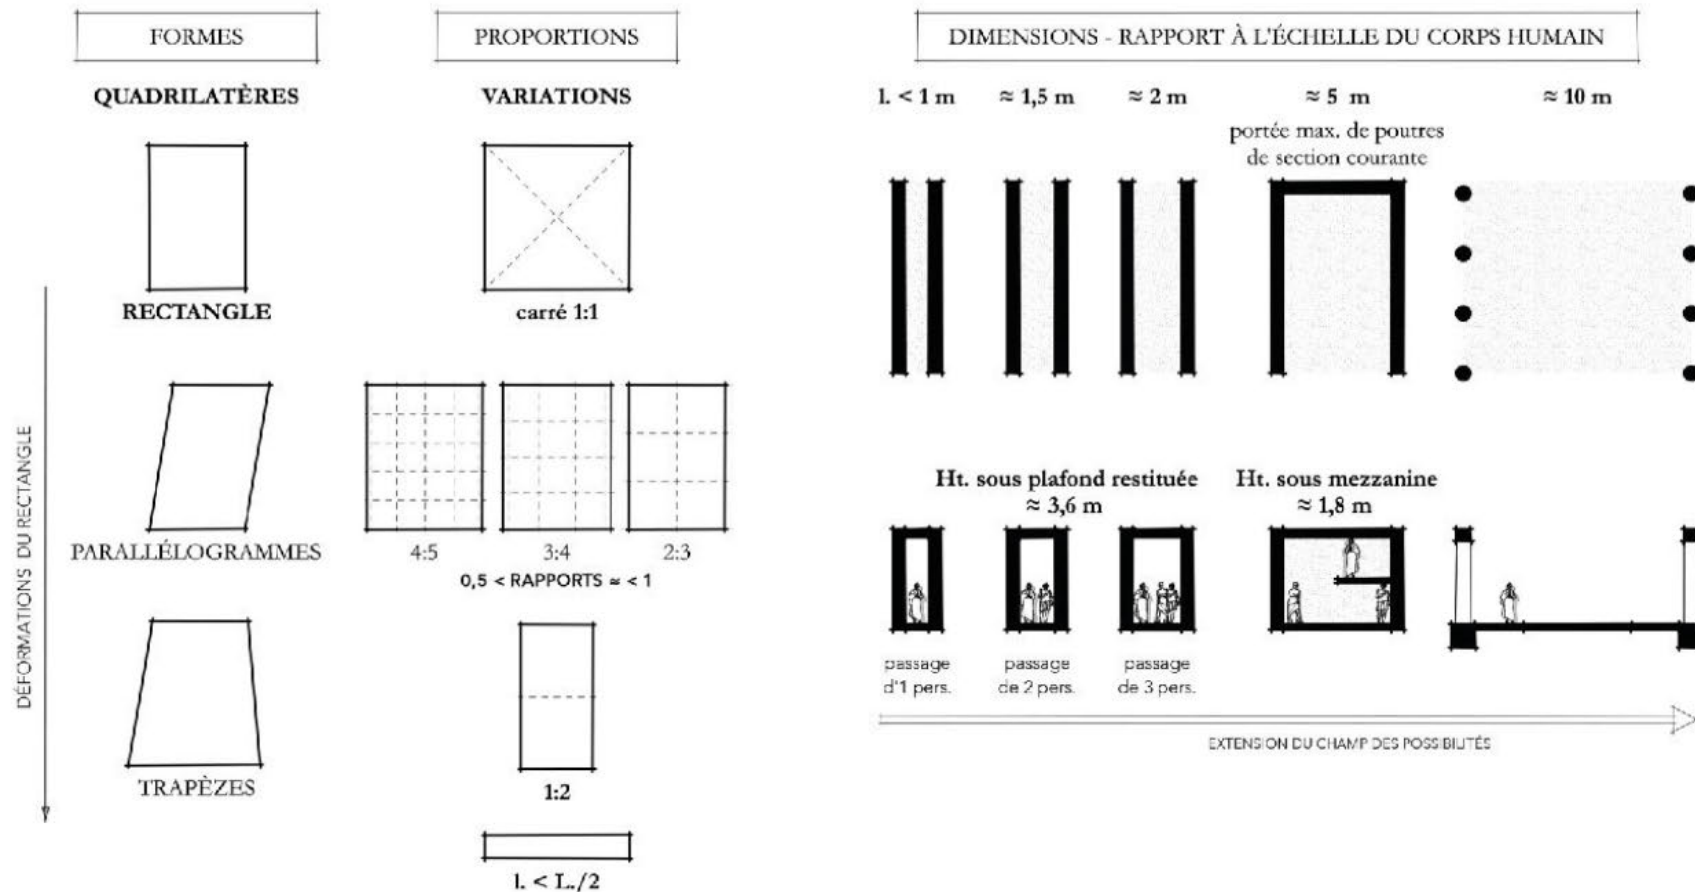 FORMES
PROPORTIONS
DIMENSIONS - RAPPORT À L'ÉCHELLE DU CORPS HUMAIN
QUADRILATÈRES
VARIATIONS
l. < 1 m
≈ 1,5 m
≈ 2 m
≈ 5 m
≈ 10 m
portée max. de poutres
de section courante
RECTANGLE
carré 1:1
DÉFORMATIONS DU RECTANGLE
PARALLÉLOGRAMMES
4:5
3:4
2:3
0,5 < RAPPORTS ≈ < 1
Ht. sous plafond restituée
≈ 3,6 m
Ht. sous mezzanine
≈ 1,8 m
passage
d'1 pers.
passage
de 2 pers.
passage
de 3 pers.
EXTENSION DU CHAMP DES POSSIBILITÉS
TRAPÈZES
1:2
l. < L./2